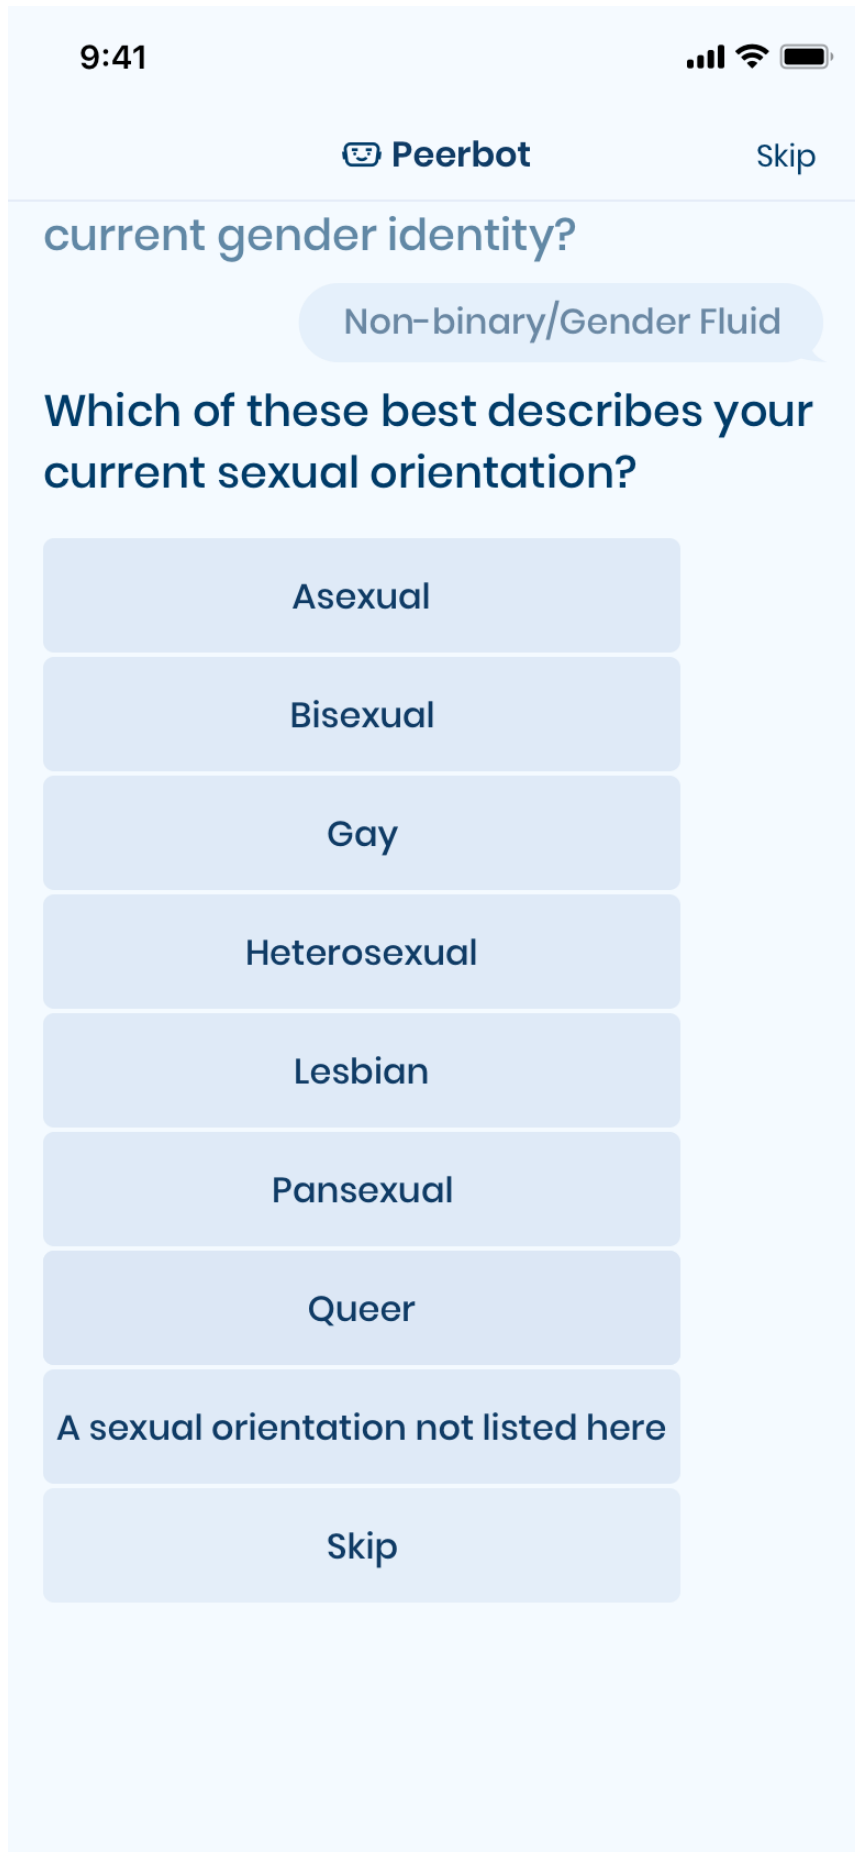 9:41
Peerbot
Skip
current gender identity?
Non-binary/Gender Fluid
Which of these best describes your
current sexual orientation?
Asexual
Bisexual
Gay
Heterosexual
Lesbian
Pansexual
Queer
A sexual orientation not listed here
Skip